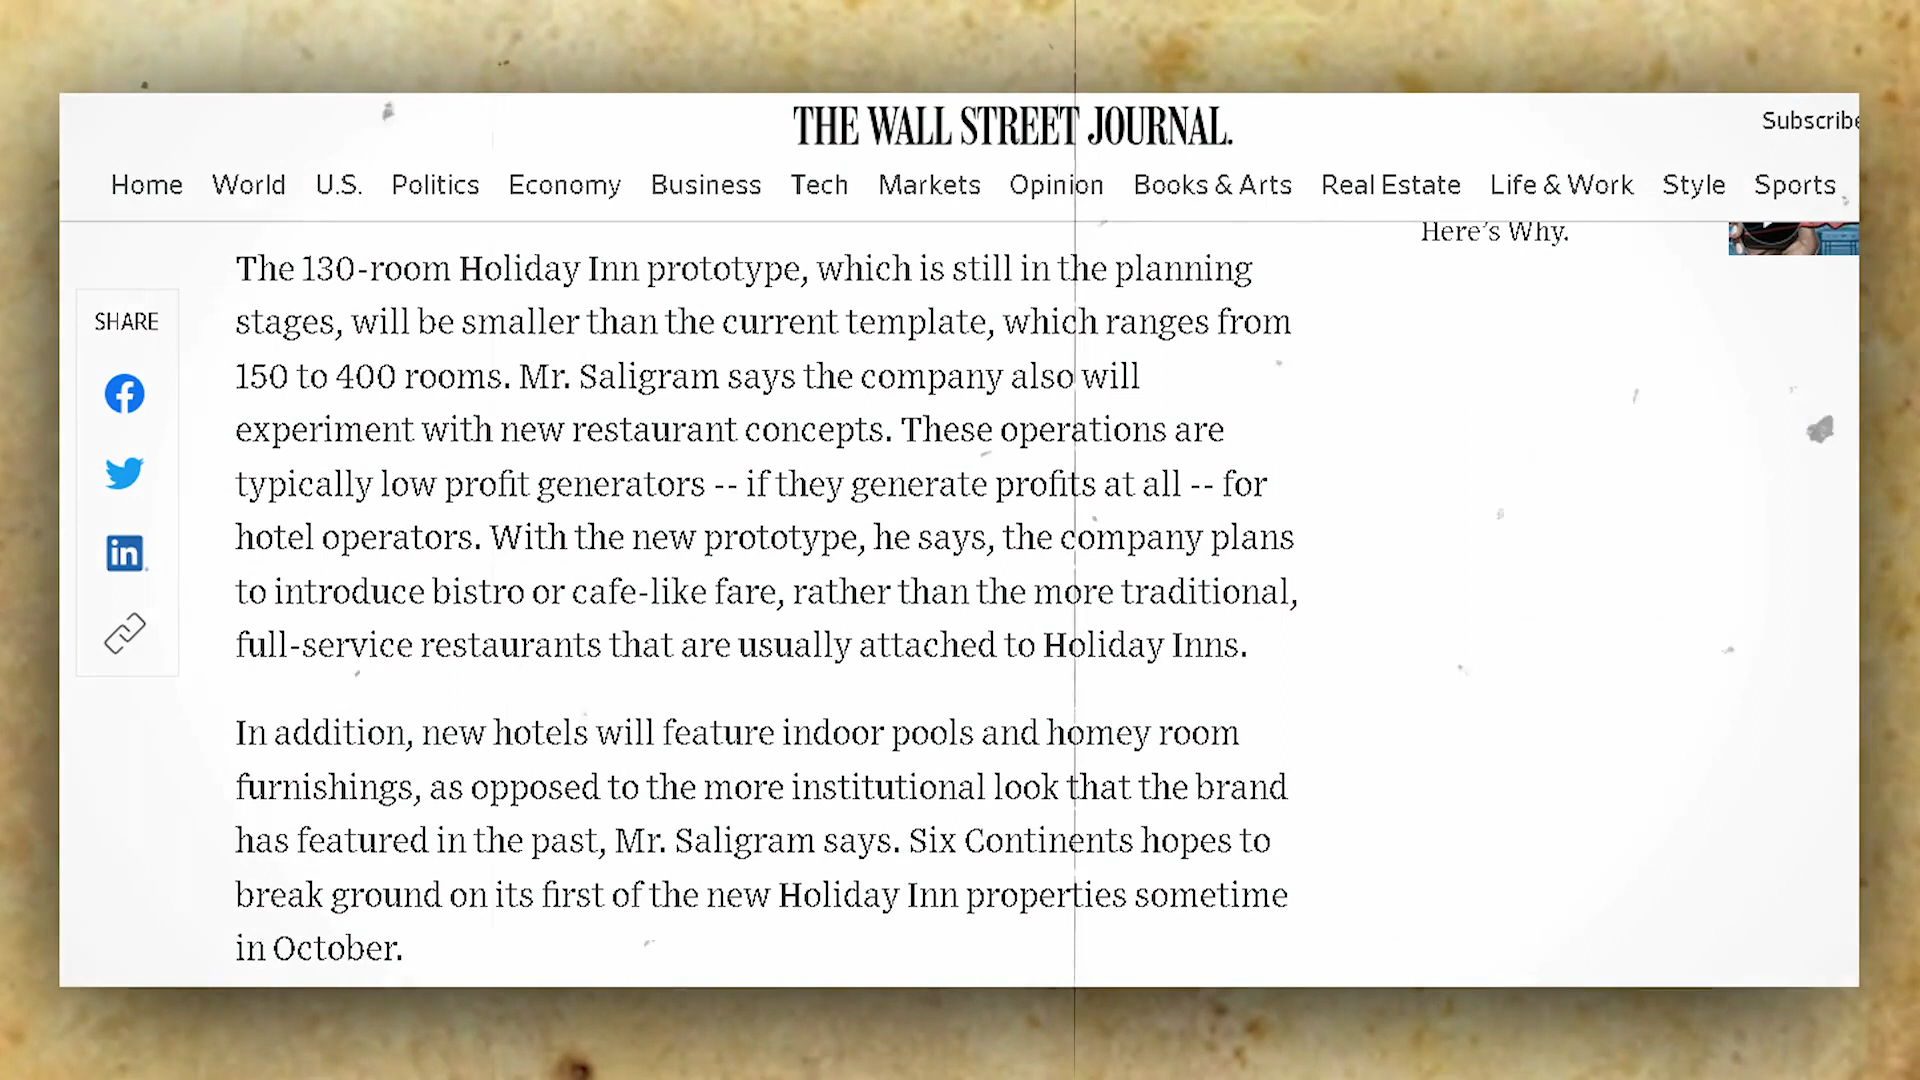 THE WALL STREET JOURNAL.
Subscribe
Home World U.S. Politics Economy Business Tech Markets Opinion Books & Arts Real Estate Life & Work Style Sports
Here's Why.
SHARE
The 130-room Holiday Inn prototype, which is still in the planning
stages, will be smaller than the current template, which ranges from
150 to 400 rooms. Mr. Saligram says the company also will
experiment with new restaurant concepts. These operations are
typically low profit generators -- if they generate profits at all -- for
hotel operators. With the new prototype, he says, the company plans
to introduce bistro or cafe-like fare, rather than the more traditional,
full-service restaurants that are usually attached to Holiday Inns.
In addition, new hotels will feature indoor pools and homey room
furnishings, as opposed to the more institutional look that the brand
has featured in the past, Mr. Saligram says. Six Continents hopes to
break ground on its first of the new Holiday Inn properties sometime
in October.